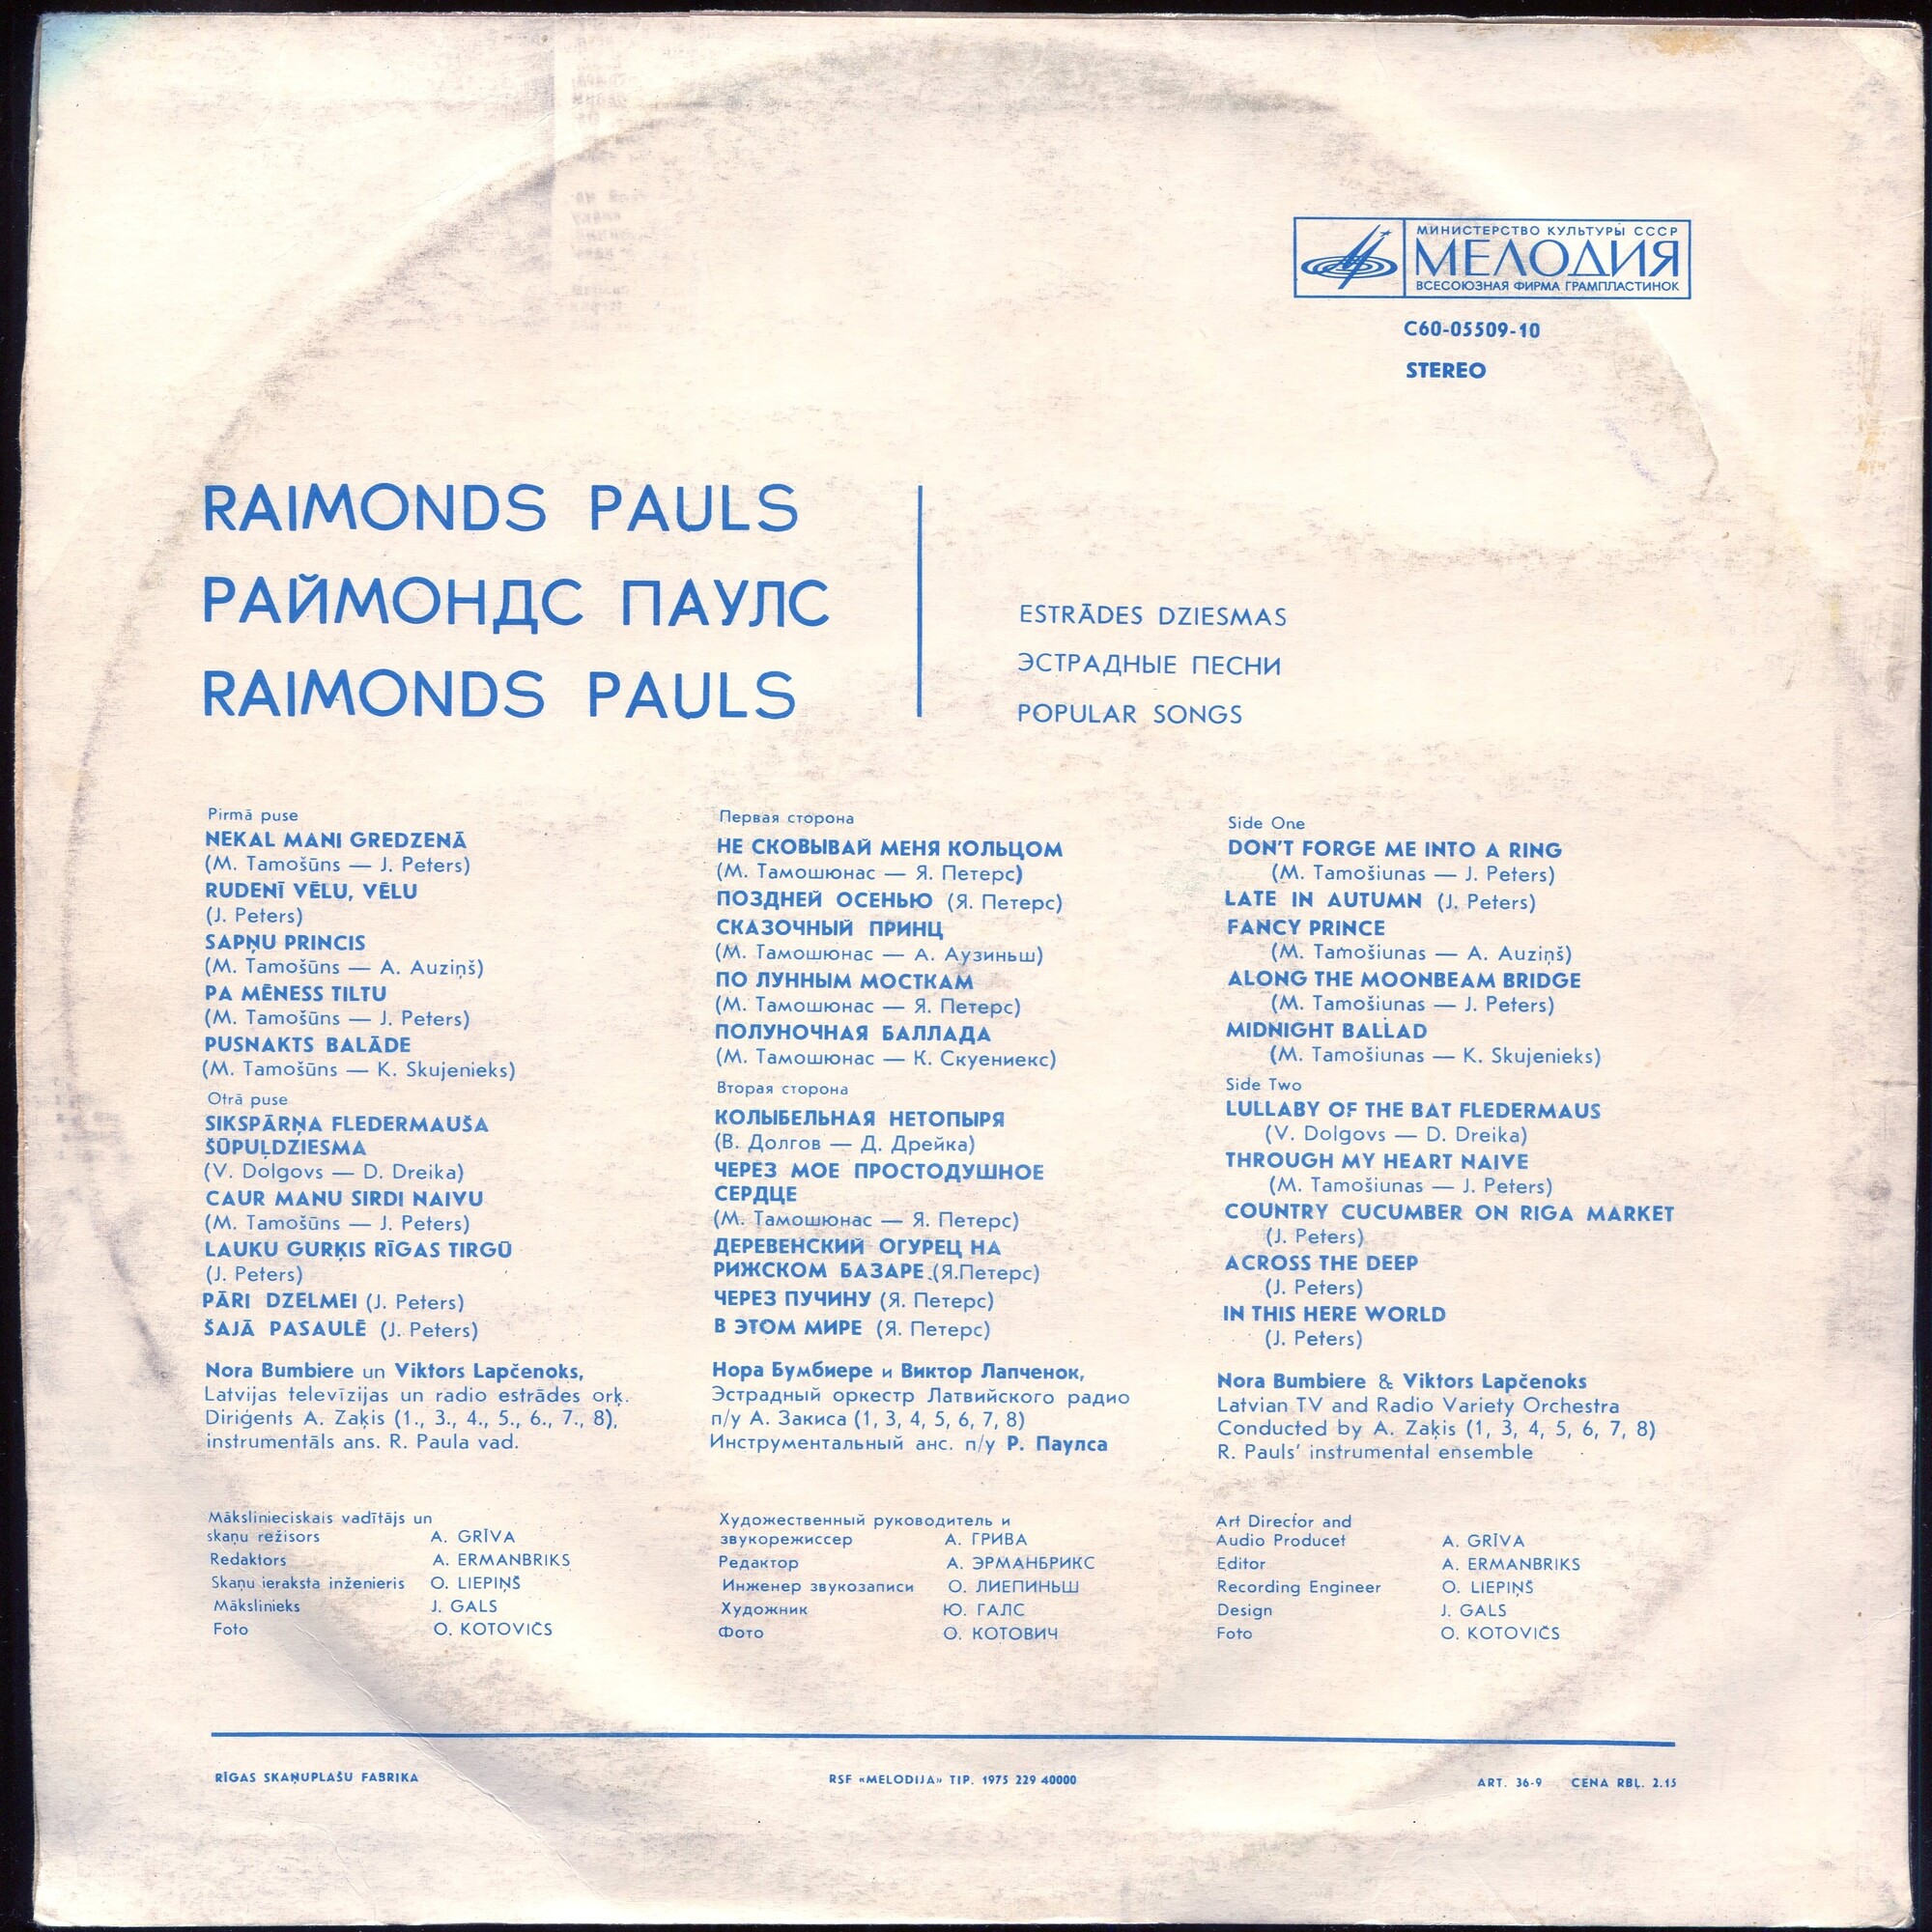 МИНИСТЕРСТВО КУЛЬТУРЫ СССР
МЕЛОДИЯ
ВСЕСОЮЗНАЯ ФИРМА ГРАМПЛАСТИНОК
С60-05509-10
STEREO
RAIMONDS PAULS
РАЙМОНДС ПАУЛС
RAIMONDS PAULS
ESTRĀDES DZIESMAS
ЭСТРАДНЫЕ ПЕСНИ
POPULAR SONGS
Pirmā puse
NEKAL MANI GREDZENĀ
(M. Tamošūns — J. Peters)
RUDENĪ VĒLU, VĒLU
(J. Peters)
SAPŅU PRINCIS
(M. Tamošūns — A. Auziņš)
PA MĒNESS TILTU
(M. Tamošūns — J. Peters)
PUSNAKTS BALĀDE
(M. Tamošūns — K. Skujenieks)
Otrā puse
SIKSPĀRŅA FLEDERMAUŠA
ŠŪPUĻDZIESMA
(V. Dolgovs — D. Dreika)
CAUR MANU SIRDI NAIVU
(M. Tamošūns — J. Peters)
LAUKU GURĶIS RĪGAS TIRGŪ
(J. Peters)
PĀRI DZELMEI (J. Peters)
ŠAJĀ PASAULĒ (J. Peters)
Nora Bumbiere un Viktors Lapčenoks,
Latvijas televīzijas un radio estrādes orķ.
Diriģents A. Zaķis (1., 3., 4., 5., 6., 7., 8),
instrumentāls ans. R. Paula vad.
Первая сторона
НЕ СКОВЫВАЙ МЕНЯ КОЛЬЦОМ
(М. Тамошюнас — Я. Петерс)
ПОЗДНЕЙ ОСЕНЬЮ (Я. Петерс)
СКАЗОЧНЫЙ ПРИНЦ
(М. Тамошюнас — А. Аузиньш)
ПО ЛУННЫМ МОСТКАМ
(М. Тамошюнас — Я. Петерс)
ПОЛУНОЧНАЯ БАЛЛАДА
(М. Тамошюнас — К. Скуениекс)
Вторая сторона
КОЛЫБЕЛЬНАЯ НЕТОПЫРЯ
(В. Долгов — Д. Дрейка)
ЧЕРЕЗ МОЕ ПРОСТОДУШНОЕ
СЕРДЦЕ
(М. Тамошюнас — Я. Петерс)
ДЕРЕВЕНСКИЙ ОГУРЕЦ НА
РИЖСКОМ БАЗАРЕ (Я.Петерс)
ЧЕРЕЗ ПУЧИНУ (Я. Петерс)
В ЭТОМ МИРЕ (Я. Петерс)
Нора Бумбиере и Виктор Лапченок,
Эстрадный оркестр Латвийского радио
п/у А. Закиса (1, 3, 4, 5, 6, 7, 8)
Инструментальный анс. п/у Р. Паулса
Side One
DON'T FORGE ME INTO A RING
(M. Tamošiunas — J. Peters)
LATE IN AUTUMN (J. Peters)
FANCY PRINCE
(M. Tamošiunas — A. Auziņš)
ALONG THE MOONBEAM BRIDGE
(M. Tamošiunas — J. Peters)
MIDNIGHT BALLAD
(M. Tamošiunas — K. Skujenieks)
Side Two
LULLABY OF THE BAT FLEDERMAUS
(V. Dolgovs — D. Dreika)
THROUGH MY HEART NAIVE
(M. Tamošiunas — J. Peters)
COUNTRY CUCUMBER ON RIGA MARKET
(J. Peters)
ACROSS THE DEEP
(J. Peters)
IN THIS HERE WORLD
(J. Peters)
Nora Bumbiere & Viktors Lapčenoks
Latvian TV and Radio Variety Orchestra
Conducted by A. Zaķis (1, 3, 4, 5, 6, 7, 8)
R. Pauls' instrumental ensemble
Mākslinieciskais vadītājs un
skaņu režisors A. GRĪVA
Redaktors A. ERMANBRIKS
Skaņu ieraksta inženieris O. LIEPIŅŠ
Mākslinieks J. GALS
Foto O. KOTOVIČS
Художественный руководитель и
звукорежиссер А. ГРИВА
Редактор А. ЭРМАНБРИКС
Инженер звукозаписи О. ЛИЕПИНЬШ
Художник Ю. ГАЛС
Фото О. КОТОВИЧ
Art Director and
Audio Producet A. GRĪVA
Editor A. ERMANBRIKS
Recording Engineer O. LIEPIŅŠ
Design J. GALS
Foto O. KOTOVIČS
RĪGAS SKAŅUPLAŠU FABRIKA
RSF «MELODIJA» TIP. 1975 229 40000
ART. 36-9 CENA RBĻ. 2.15